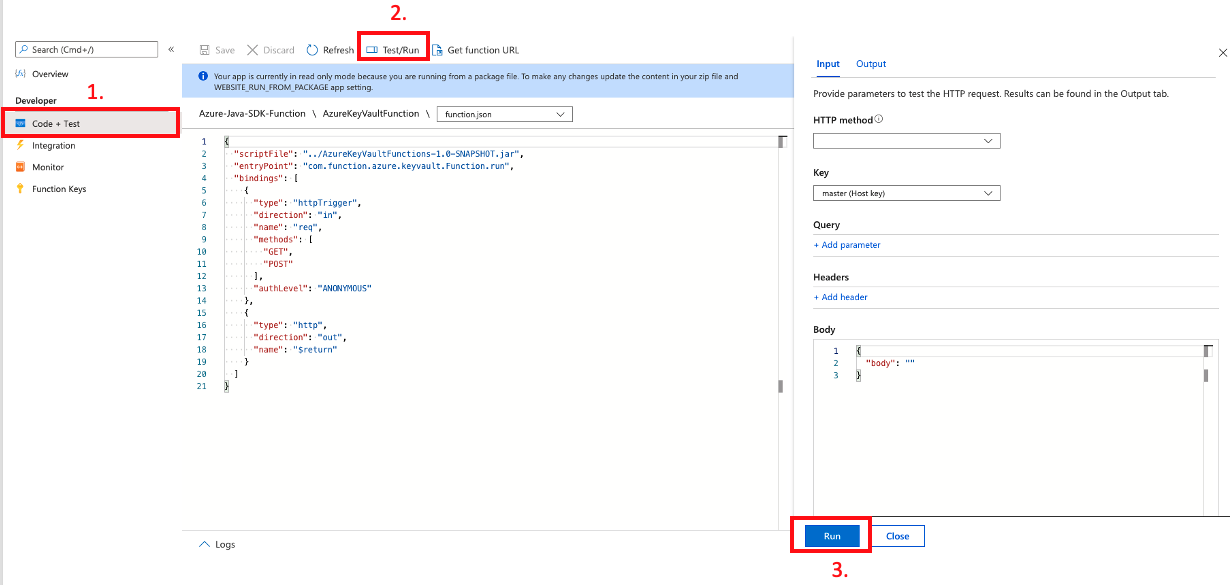 2.
Search (Cmd+/)
«
Save
Discard
Refresh
Test/Run
Get function URL
Overview
Your app is currently in read only mode because you are running from a package file. To make any changes update the content in your zip file and
WEBSITE_RUN_FROM_PACKAGE app setting.
1.
Developer
Code + Test
Integration
Monitor
Function Keys
Azure-Java-SDK-Function \ AzureKeyVaultFunction \ function.json
1 {
2 "scriptFile": "../AzureKeyVaultFunctions-1.0-SNAPSHOT.jar",
3 "entryPoint": "com.function.azure.keyvault.Function.run",
4 "bindings": [
5 {
6 "type": "httpTrigger",
7 "direction": "in",
8 "name": "req",
9 "methods": [
10 "GET",
11 "POST"
12 ],
13 "authLevel": "ANONYMOUS"
14 },
15 {
16 "type": "http",
17 "direction": "out",
18 "name": "$return"
19 }
20 ]
21 }
Logs
Input Output
Provide parameters to test the HTTP request. Results can be found in the Output tab.
HTTP method
Key
master (Host key)
Query
+ Add parameter
Headers
+ Add header
Body
1 {
2 "body": ""
3 }
Run
Close
3.